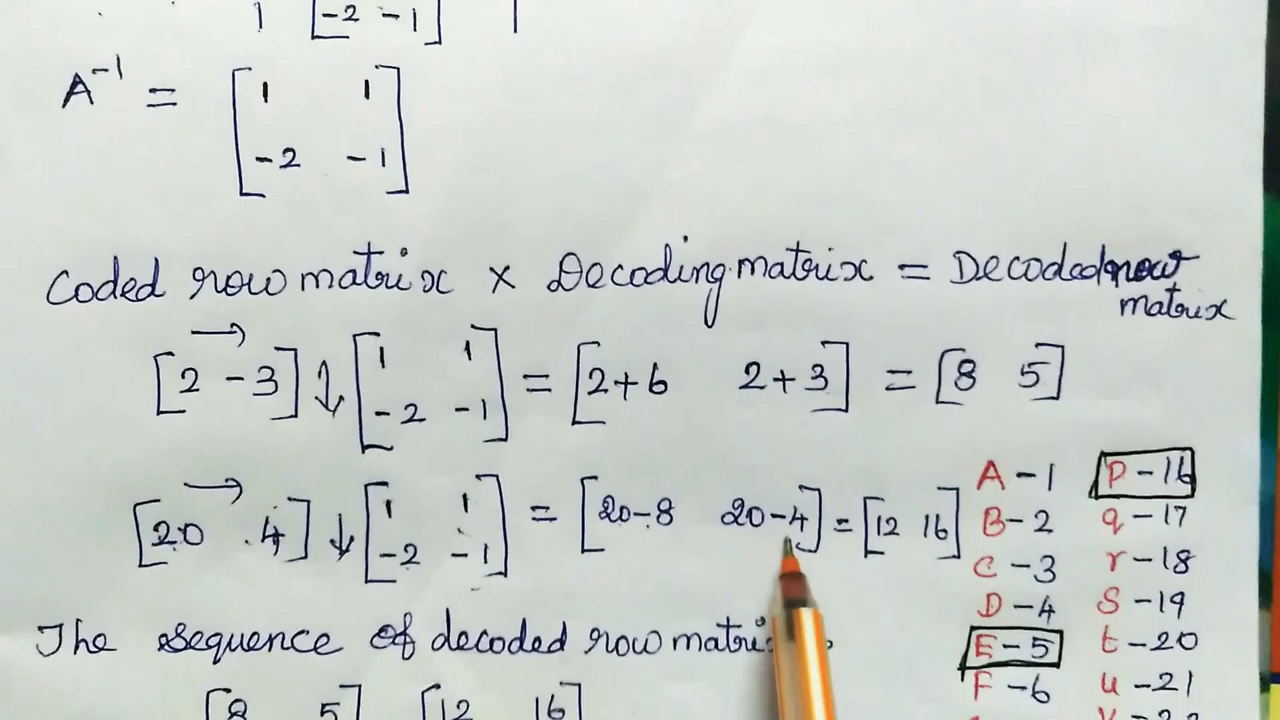 1 [-2 -1]
A⁻¹ = [1 1
-2 -1]
Coded row matrix × Decoding matrix = Decoded row
matrix
[2 -3] [1 1
-2 -1] = [2+6 2+3] = [8 5]
[20 4] [1 1
-2 -1] = [20-8 20-4] = [12 16]
A-1 P-16
B-2 q-17
C-3 r-18
D-4 S-19
E-5 t-20
F-6 u-21
The sequence of decoded row
[8 5] [12 16]